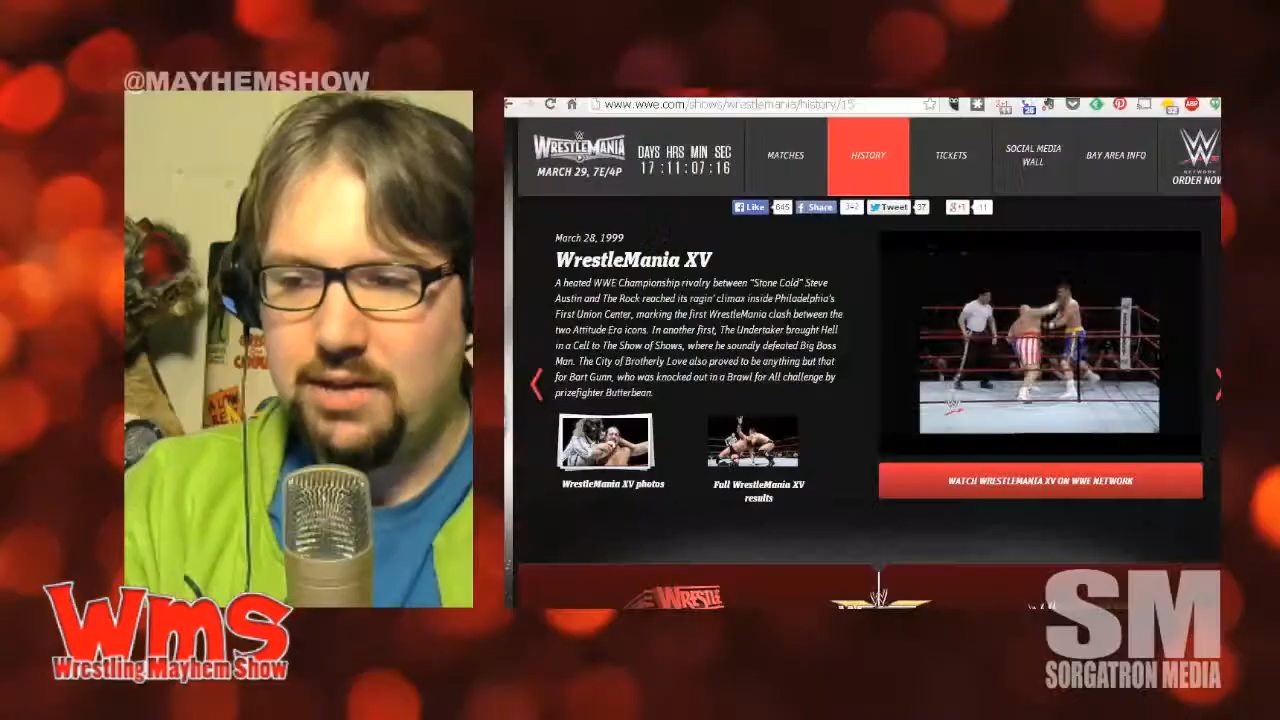 @MAYHEMSHOW
www.wwe.com/shows/wrestlemania/history/15
WRESTLEMANIA
MARCH 29, 7E/4P
DAYS HRS MIN SEC
17:11:07:16
MATCHES
HISTORY
TICKETS
SOCIAL MEDIA
WALL
BAY AREA INFO
NETWORK
ORDER NOW
Like 645 Share 342 Tweet 37 +1 11
March 28, 1999
WrestleMania XV
A heated WWE Championship rivalry between "Stone Cold" Steve
Austin and The Rock reached its ragin' climax inside Philadelphia's
First Union Center, marking the first WrestleMania clash between the
two Attitude Era icons. In another first, The Undertaker brought Hell
in a Cell to The Show of Shows, where he soundly defeated Big Boss
Man. The City of Brotherly Love also proved to be anything but that
for Bart Gunn, who was knocked out in a Brawl for All challenge by
prizefighter Butterbean.
WrestleMania XV photos
Full WrestleMania XV
results
WATCH WRESTLEMANIA XV ON WWE NETWORK
WRESTLE
Wms
Wrestling Mayhem Show
SM
SORGATRON MEDIA